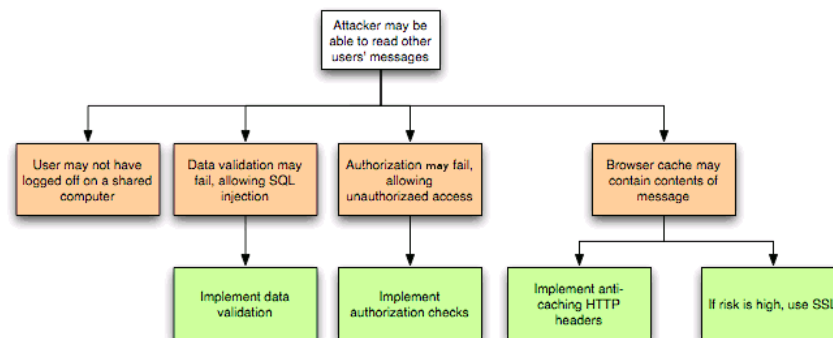 Attacker may be
able to read other
users' messages
User may not have
logged off on a shared
computer
Data validation may
fail, allowing SQL
injection
Authorization may fail,
allowing
unauthorizaed access
Browser cache may
contain contents of
message
Implement data
validation
Implement
authorization checks
Implement anti-
caching HTTP
headers
If risk is high, use SSL